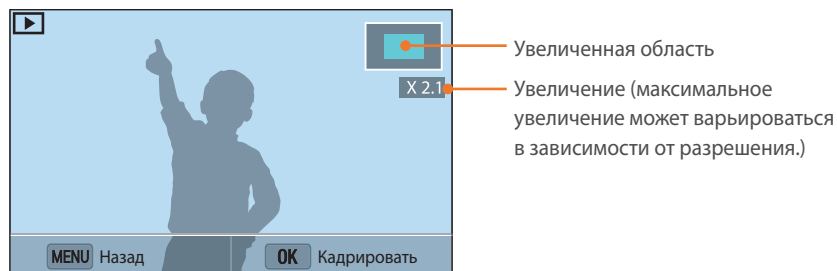 X 2.1
MENU Назад
OK Кадрировать
Увеличенная область
Увеличение (максимальное
увеличение может варьироваться
в зависимости от разрешения.)